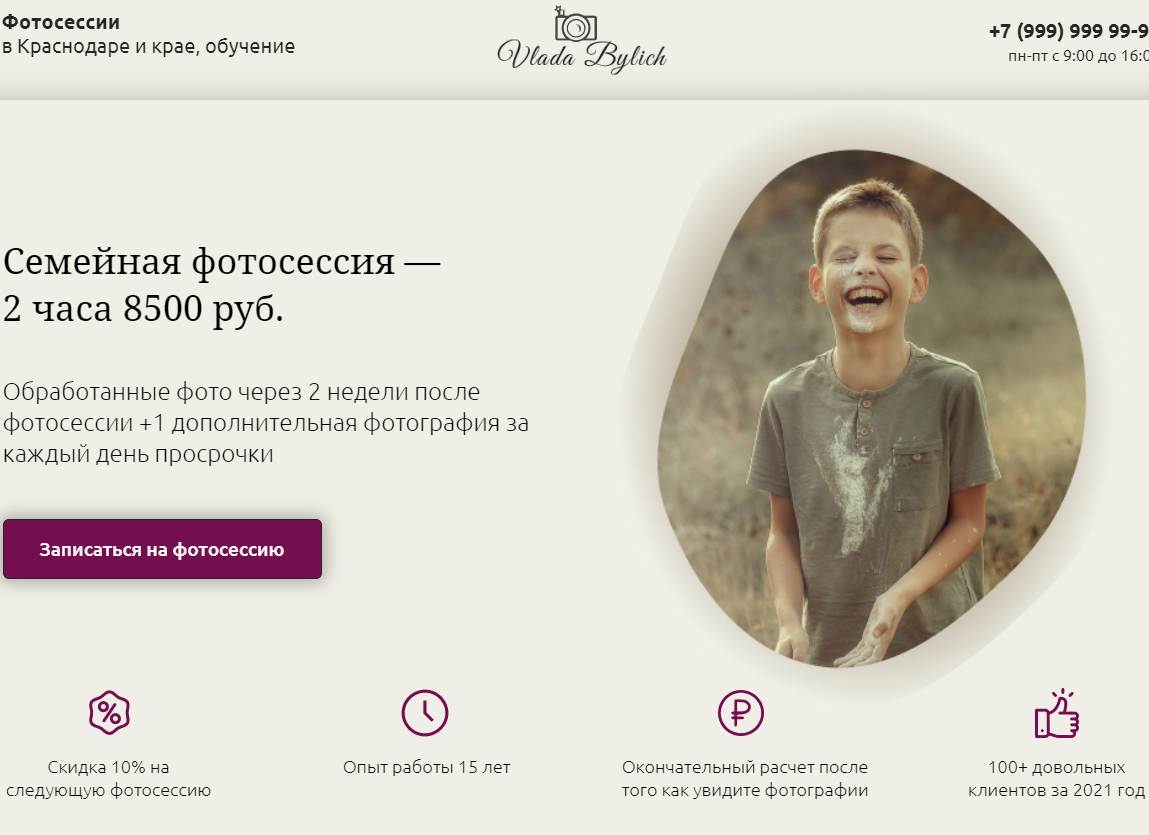 Фотосессии
в Краснодаре и крае, обучение
Vlada Bylich
+7 (999) 999 99-9
пн-пт с 9:00 до 16:0
Семейная фотосессия —
2 часа 8500 руб.
Обработанные фото через 2 недели после
фотосессии +1 дополнительная фотография за
каждый день просрочки
Записаться на фотосессию
Скидка 10% на
следующую фотосессию
Опыт работы 15 лет
Окончательный расчет после
того как увидите фотографии
100+ довольных
клиентов за 2021 год